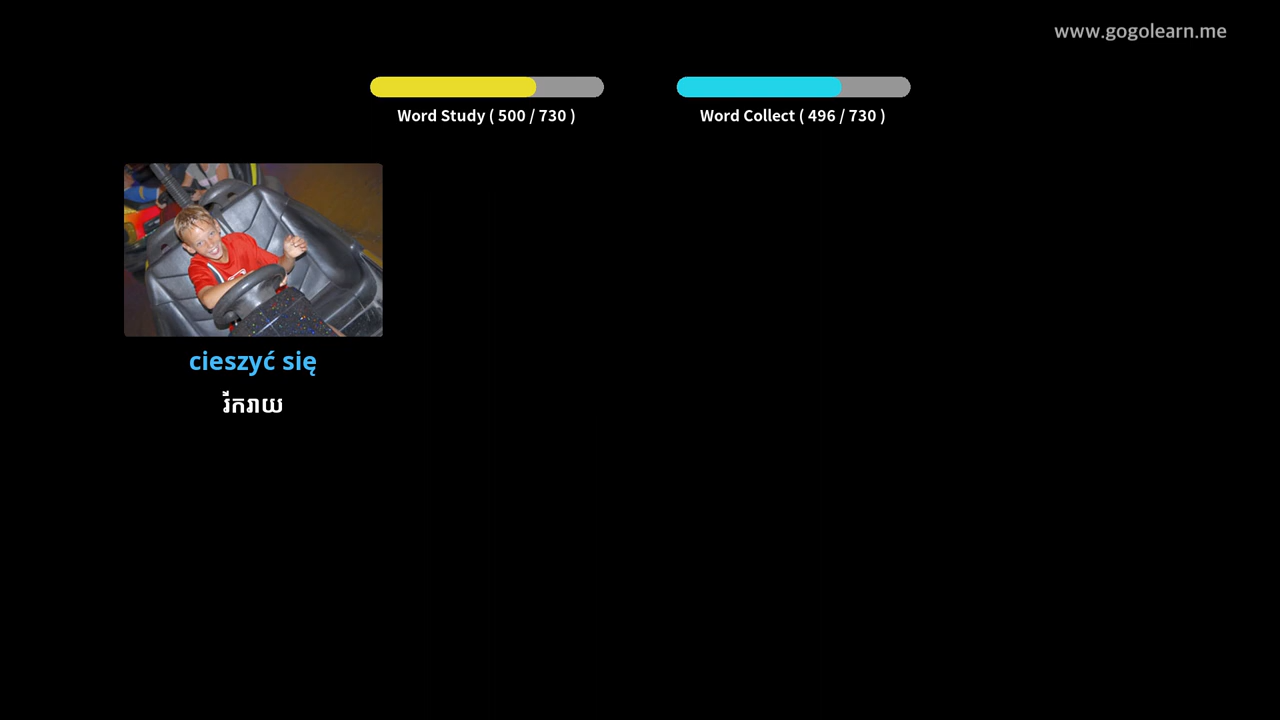 www.gogolearn.me
Word Study ( 500 / 730 )
Word Collect ( 496 / 730 )
cieszyć się
រីករាយ